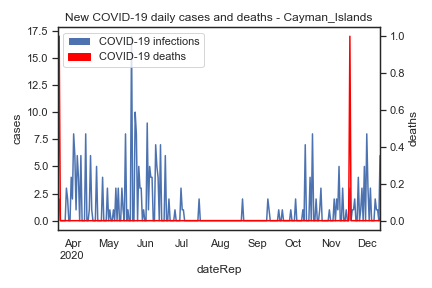 New COVID-19 daily cases and deaths - Cayman_Islands
COVID-19 infections
COVID-19 deaths
17.5
15.0
12.5
10.0
7.5
5.0
2.5
0.0
cases
1.0
0.8
0.6
0.4
0.2
0.0
deaths
Apr May Jun Jul Aug Sep Oct Nov Dec
2020
dateRep